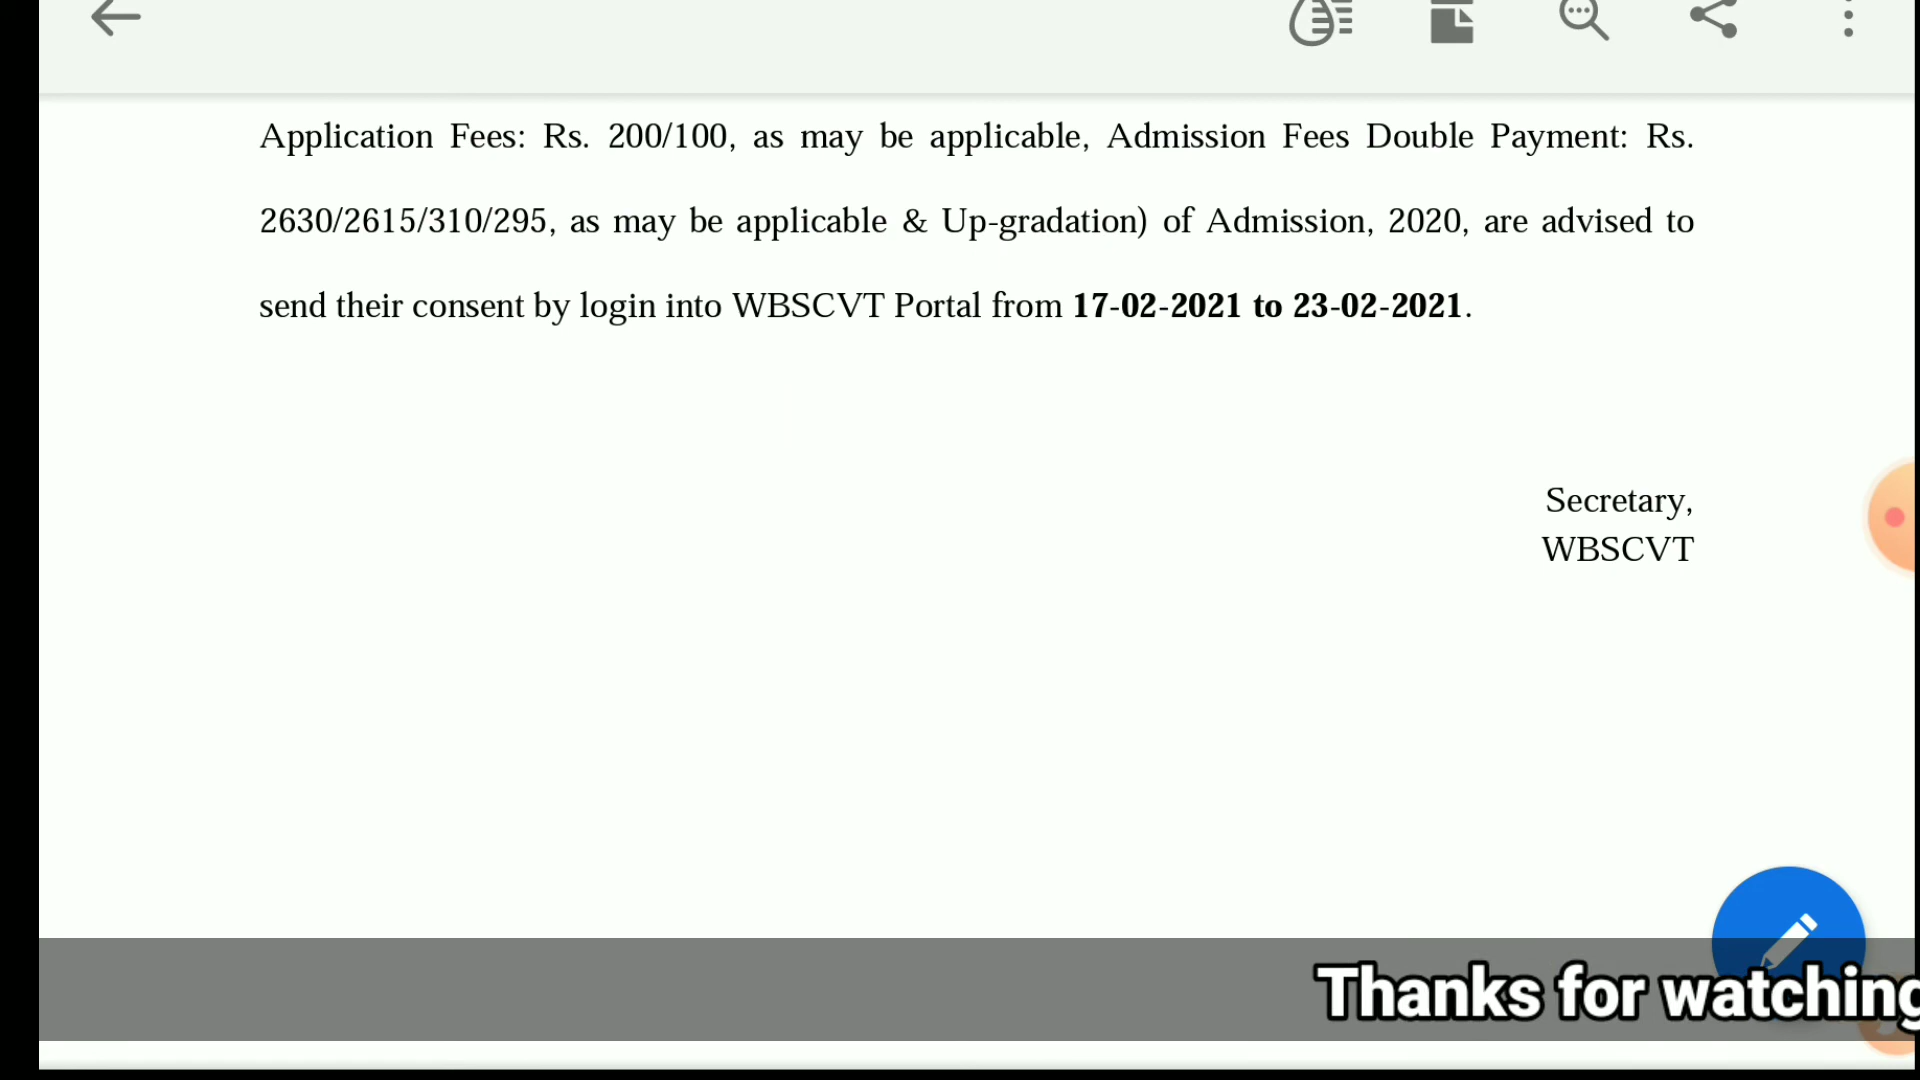 Application Fees: Rs. 200/100, as may be applicable, Admission Fees Double Payment: Rs.
2630/2615/310/295, as may be applicable & Up-gradation) of Admission, 2020, are advised to
send their consent by login into WBSCVT Portal from 17-02-2021 to 23-02-2021.
Secretary,
WBSCVT
Thanks for watching